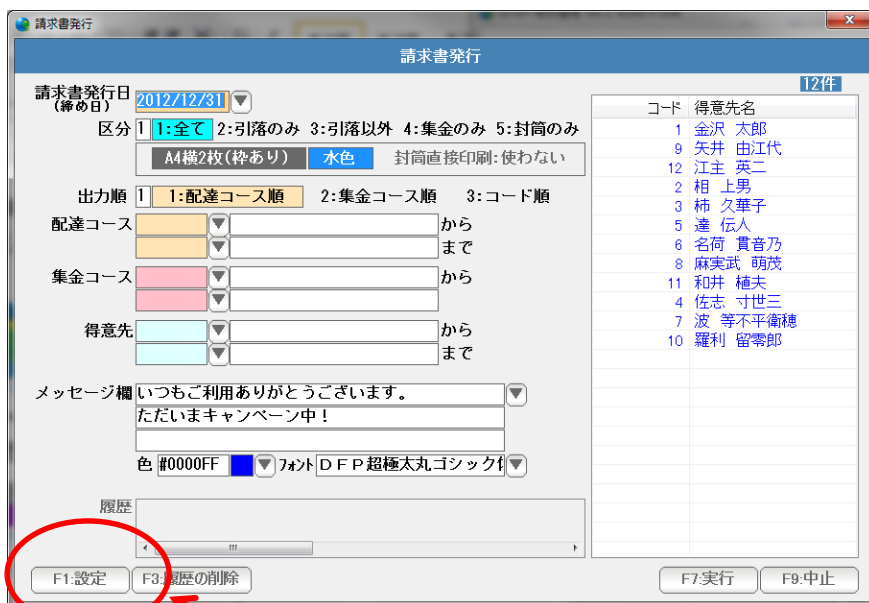 請求書発行
請求書発行
12件
請求書発行日
(締め日)
2012/12/31
区分 1 1:全て 2:引落のみ 3:引落以外 4:集金のみ 5:封筒のみ
A4横2枚(枠あり) 水色 封筒直接印刷:使わない
出力順 1 1:配達コース順 2:集金コース順 3:コード順
配達コース から
まで
集金コース から
得意先 から
まで
メッセージ欄 いつもご利用ありがとうございます。
ただいまキャンペーン中!
色 #0000FF フォント DFP超極太丸ゴシック
履歴
コード 得意先名
1 金沢 太郎
9 矢井 由江代
12 江主 英二
2 相 上男
3 柿 久華子
5 達 伝人
6 名荷 貫音乃
8 麻実武 萌茂
11 和井 植夫
4 佐志 寸世三
7 波 等不平衛穂
10 羅利 留零郎
F1:設定 F3:履歴の削除 F7:実行 F9:中止